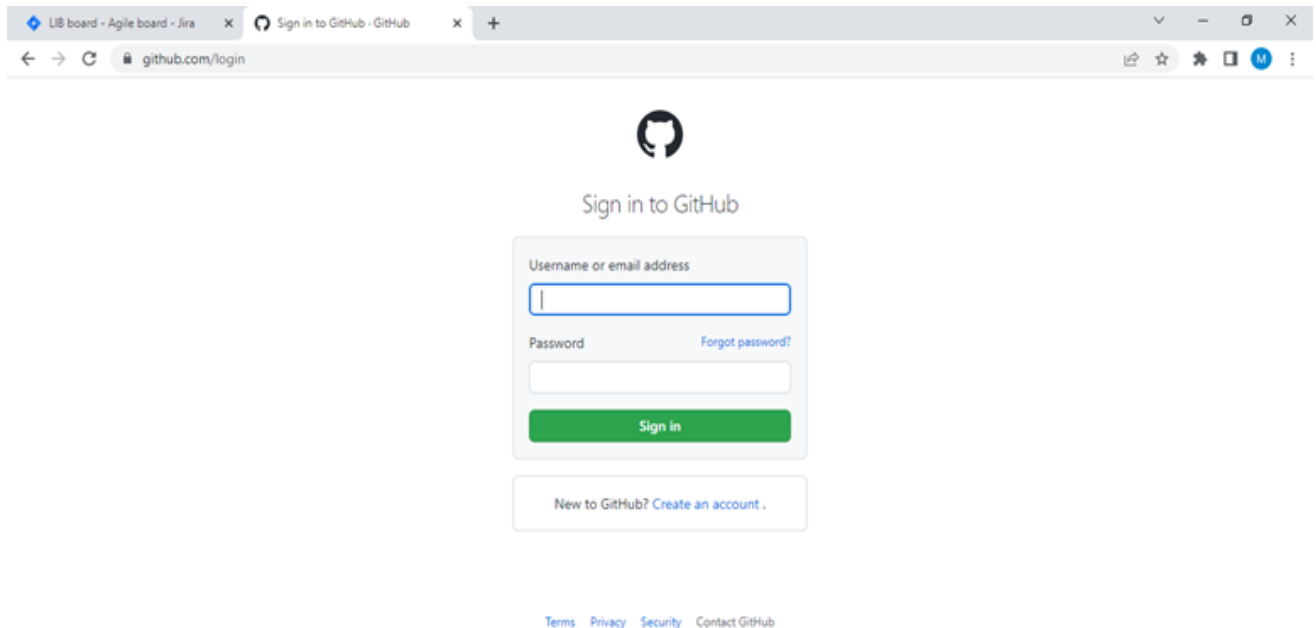 LIB board - Agile board - Jira
Sign in to GitHub · GitHub
github.com/login
M
Sign in to GitHub
Username or email address
Password Forgot password?
Sign in
New to GitHub? Create an account .
Terms Privacy Security Contact GitHub